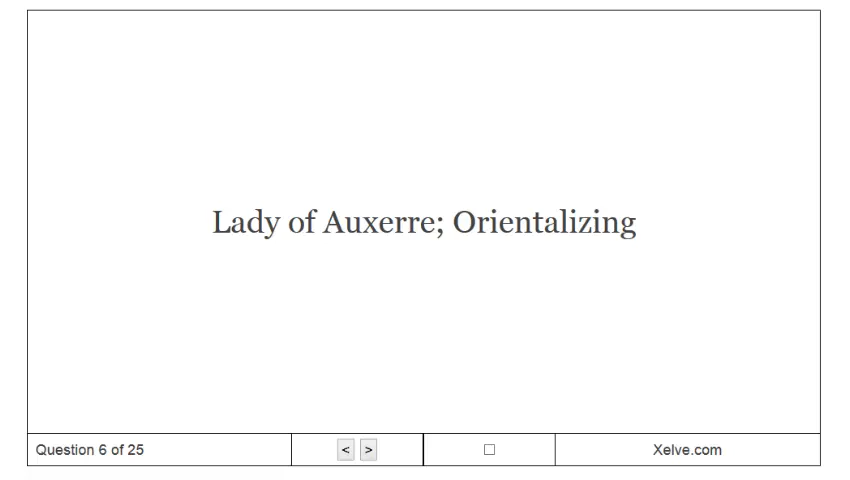 Lady of Auxerre; Orientalizing
Question 6 of 25
< >
Xelve.com